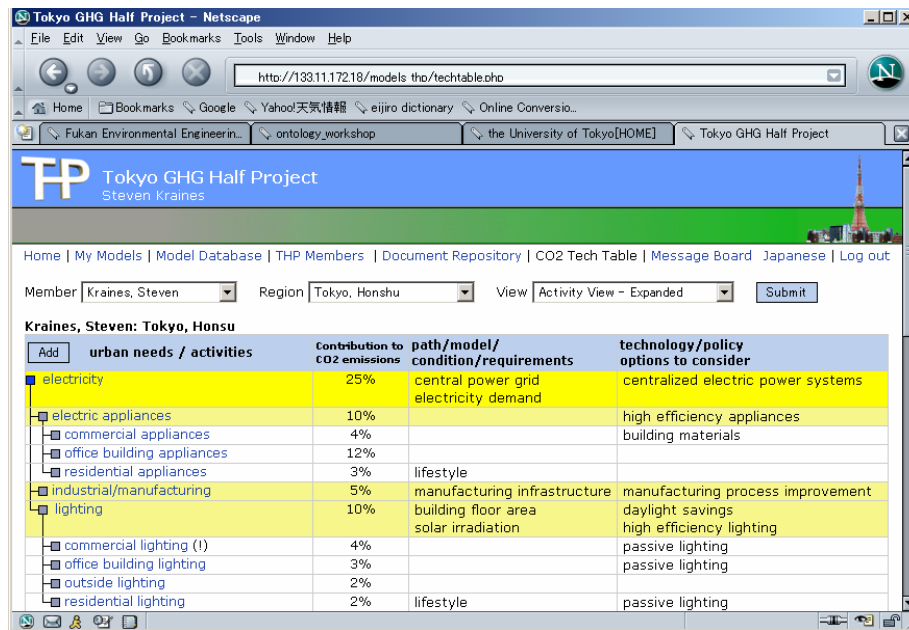 Tokyo GHG Half Project - Netscape
File Edit View Go Bookmarks Tools Window Help
http://133.11.172.18/models_thp/techtable.php
Home Bookmarks Google Yahoo!天気情報 eijiro dictionary Online Conversio...
Fukan Environmental Engineerin... ontology_workshop the University of Tokyo[HOME] Tokyo GHG Half Project
THP Tokyo GHG Half Project
Steven Kraines
Home | My Models | Model Database | THP Members | Document Repository | CO2 Tech Table | Message Board Japanese | Log out
Member Kraines, Steven Region Tokyo, Honshu View Activity View - Expanded Submit
Kraines, Steven: Tokyo, Honsu
Add urban needs / activities Contribution to CO2 emissions path/model/ condition/requirements technology/policy options to consider
electricity 25% central power grid centralized electric power systems
electricity demand
electric appliances 10% high efficiency appliances
commercial appliances 4% building materials
office building appliances 12%
residential appliances 3% lifestyle
industrial/manufacturing 5% manufacturing infrastructure manufacturing process improvement
lighting 10% building floor area daylight savings
solar irradiation high efficiency lighting
commercial lighting (!) 4% passive lighting
office building lighting 3% passive lighting
outside lighting 2%
residential lighting 2% lifestyle passive lighting